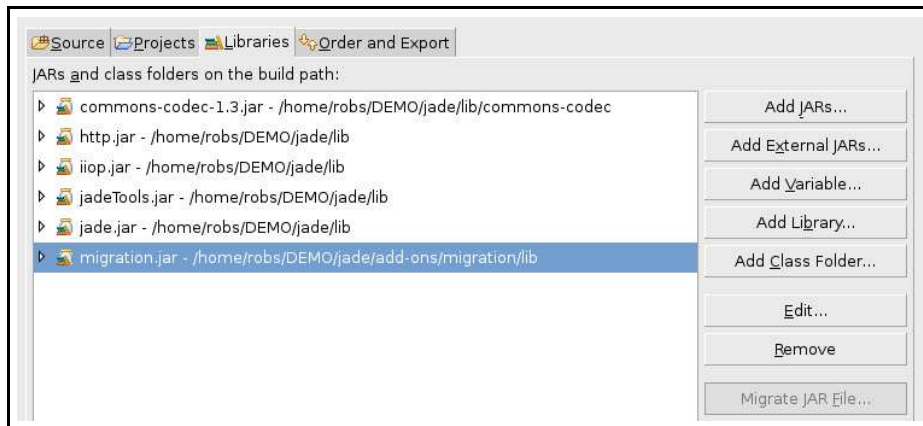 Source Projects Libraries Order and Export
JARs and class folders on the build path:
commons-codec-1.3.jar - /home/robs/DEMO/jade/lib/commons-codec
http.jar - /home/robs/DEMO/jade/lib
iiop.jar - /home/robs/DEMO/jade/lib
jadeTools.jar - /home/robs/DEMO/jade/lib
jade.jar - /home/robs/DEMO/jade/lib
migration.jar - /home/robs/DEMO/jade/add-ons/migration/lib
Add JARs...
Add External JARs...
Add Variable...
Add Library...
Add Class Folder...
Edit...
Remove
Migrate JAR File...